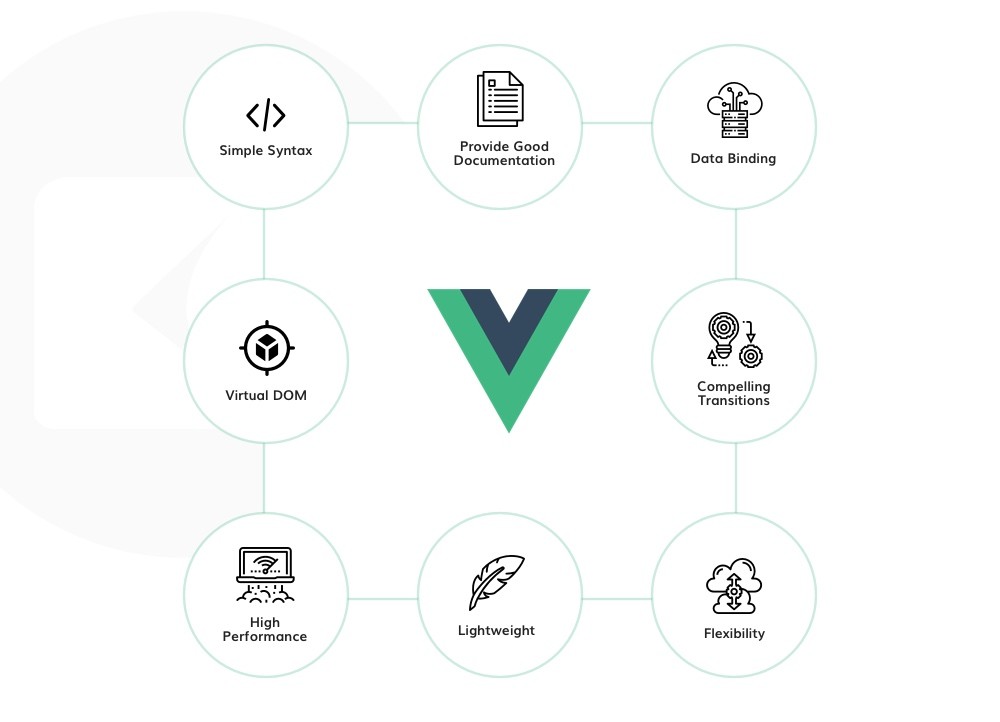 Simple Syntax
Provide Good
Documentation
Data Binding
Virtual DOM
Compelling
Transitions
High
Performance
Lightweight
Flexibility